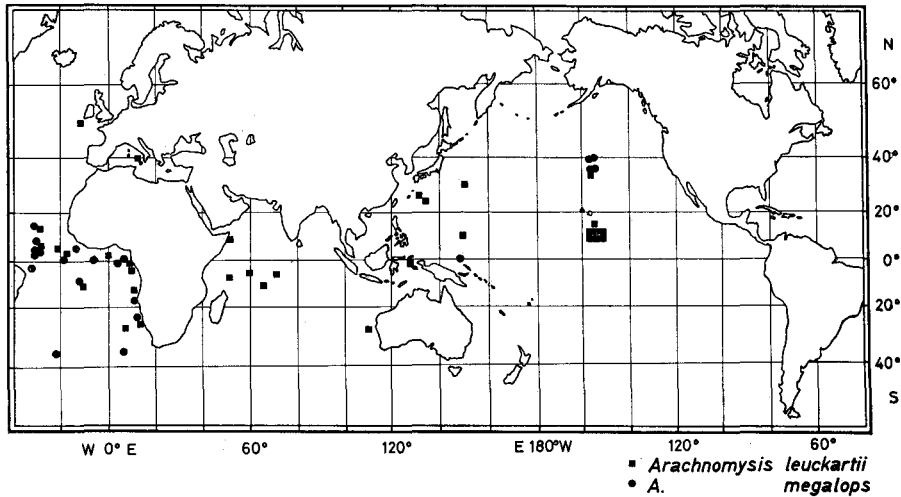 N
60°
40°
20°
0°
20°
40°
S
W 0° E 60° 120° E 180° W 120° 60°
■ Arachnomysis leuckartii
● A. megalops